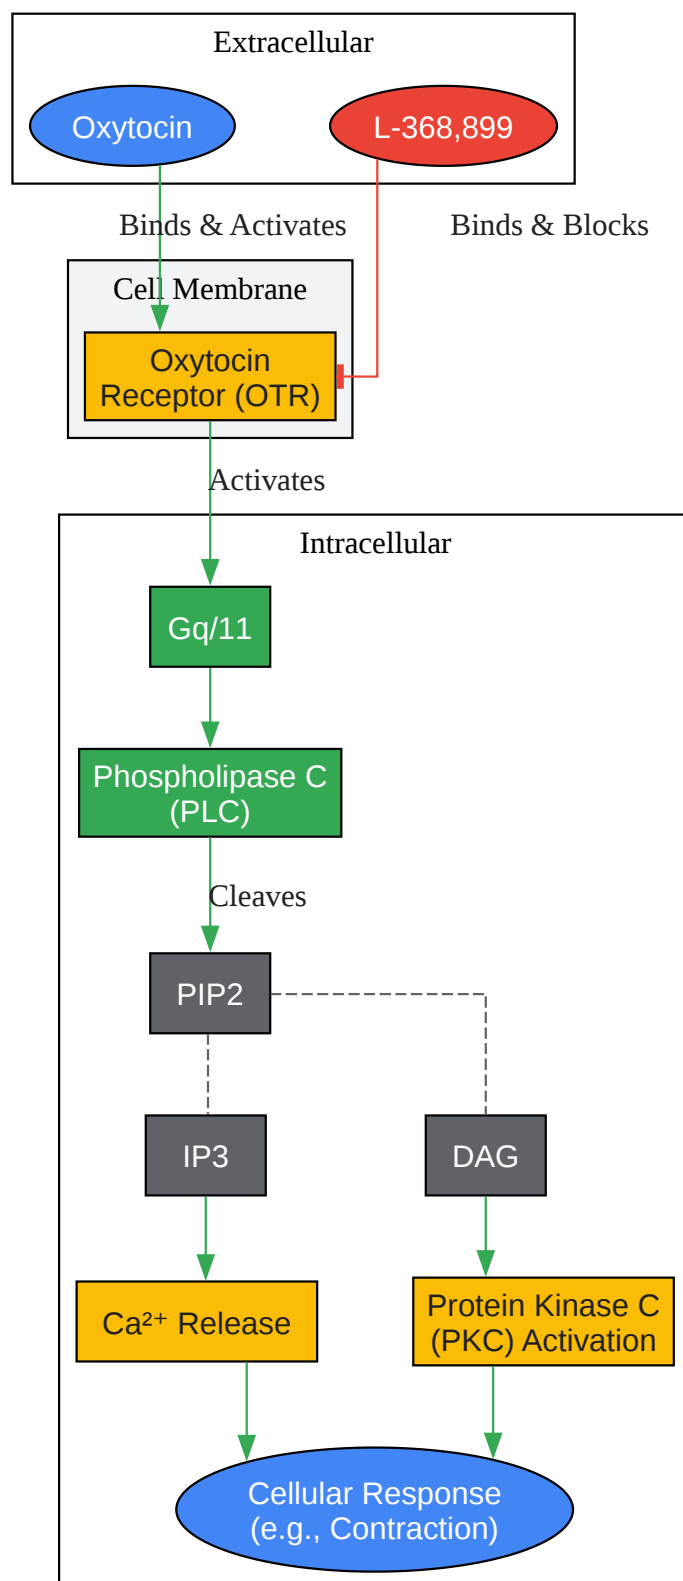 Extracellular
Oxytocin
L-368,899
Binds & Activates
Binds & Blocks
Cell Membrane
Oxytocin
Receptor (OTR)
Activates
Intracellular
Gq/11
Phospholipase C
(PLC)
Cleaves
PIP2
IP3
DAG
Ca²⁺ Release
Protein Kinase C
(PKC) Activation
Cellular Response
(e.g., Contraction)